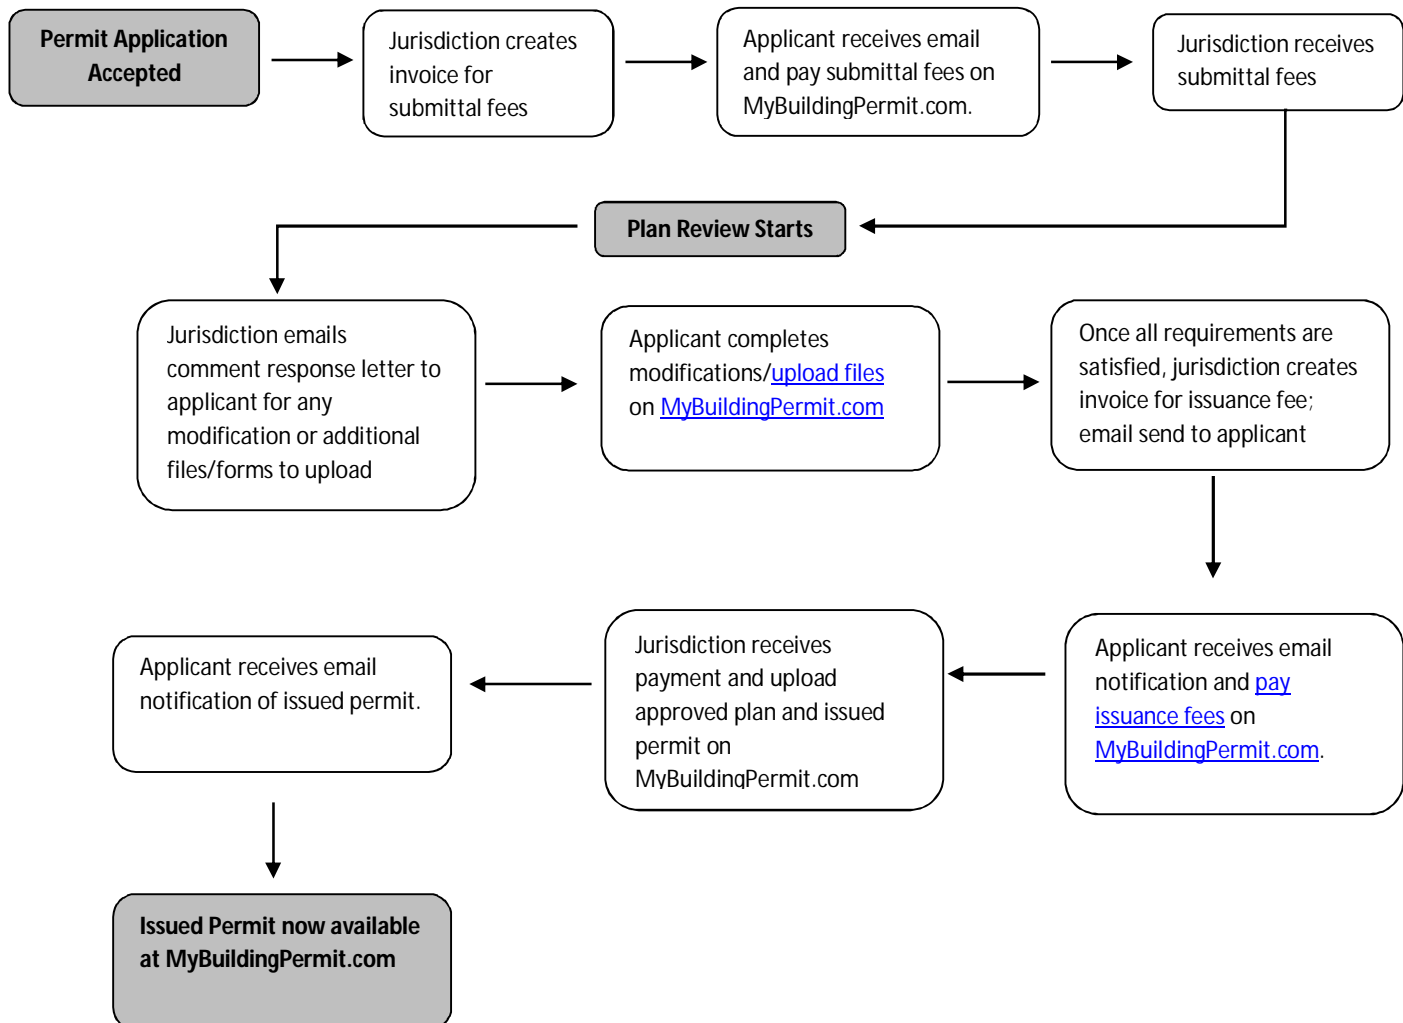 Permit Application
Accepted
Jurisdiction creates
invoice for
submittal fees
Applicant receives email
and pay submittal fees on
MyBuildingPermit.com.
Jurisdiction receives
submittal fees
Plan Review Starts
Jurisdiction emails
comment response letter to
applicant for any
modification or additional
files/forms to upload
Applicant completes
modifications/upload files
on MyBuildingPermit.com
Once all requirements are
satisfied, jurisdiction creates
invoice for issuance fee;
email send to applicant
Applicant receives email
notification and pay
issuance fees on
MyBuildingPermit.com.
Jurisdiction receives
payment and upload
approved plan and issued
permit on
MyBuildingPermit.com
Applicant receives email
notification of issued permit.
Issued Permit now available
at MyBuildingPermit.com